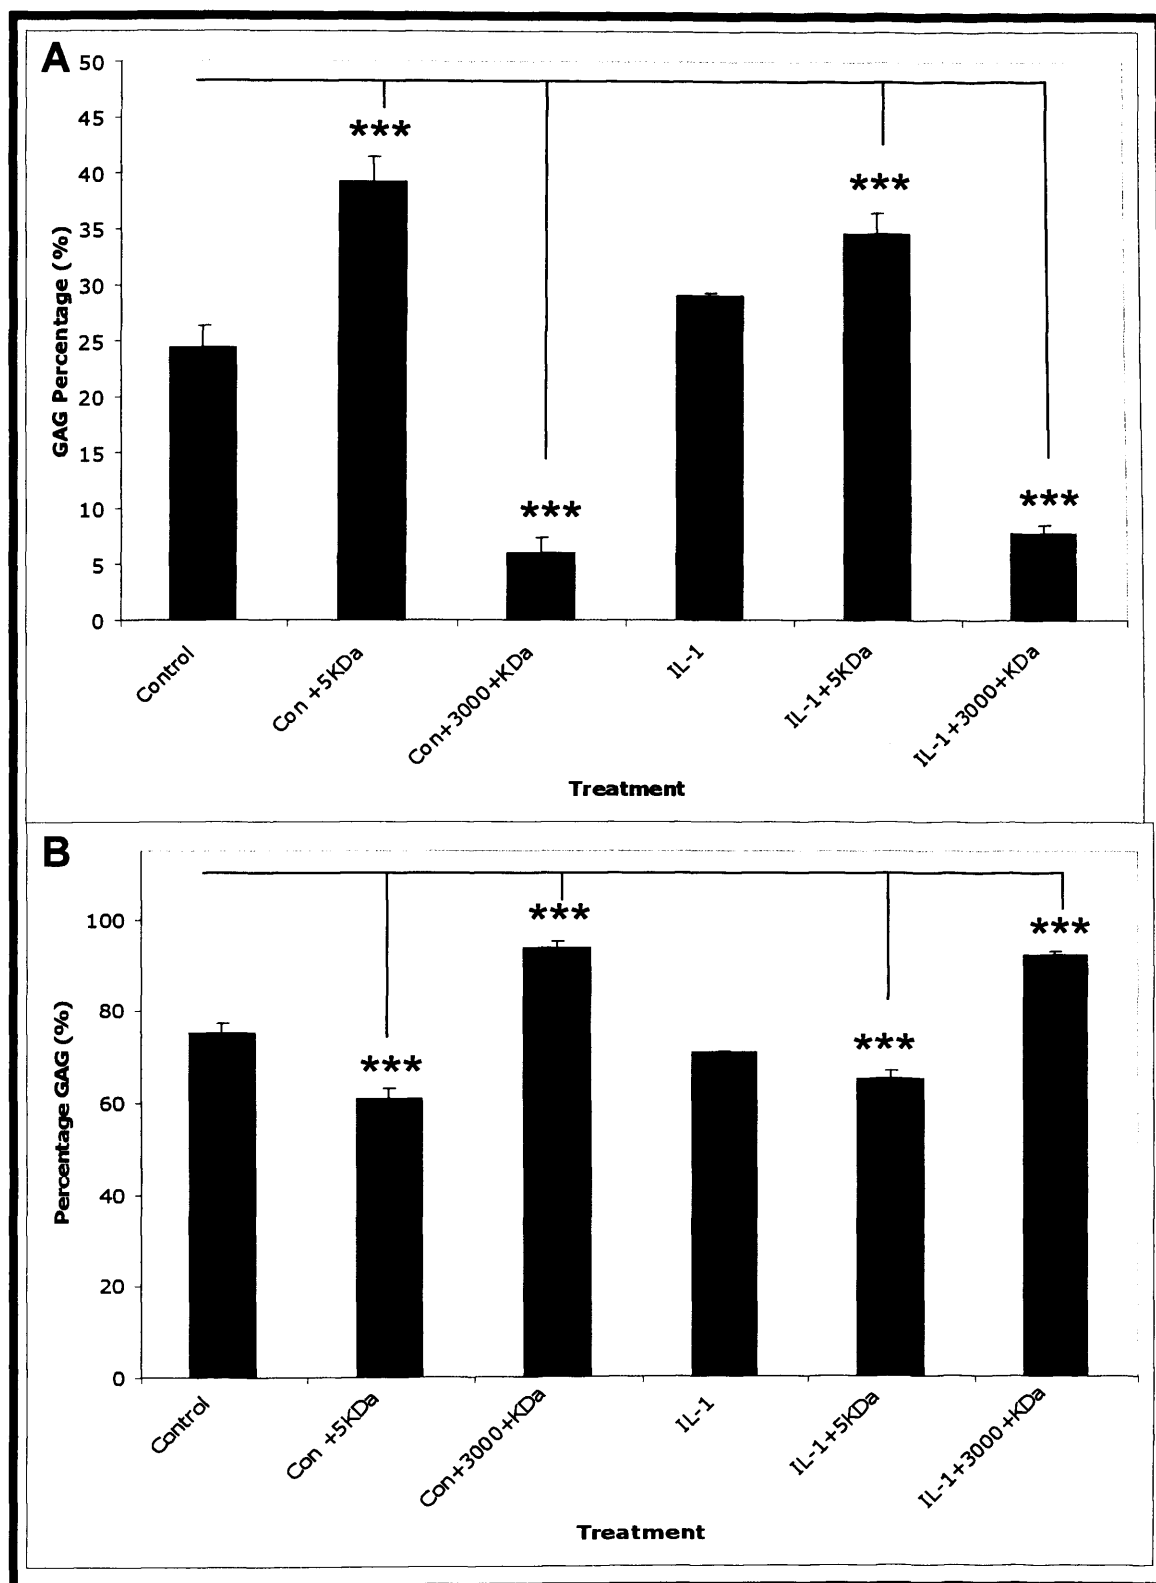 A
50
45
40
35
30
25
20
15
10
5
0
GAG Percentage (%)
***
***
***
***
Control
Con +5KDa
Con+3000+KDa
IL-1
IL-1+5KDa
IL-1+3000+KDa
Treatment
B
100
80
60
40
20
0
Percentage GAG (%)
***
***
***
***
Control
Con +5KDa
Con+3000+KDa
IL-1
IL-1+5KDa
IL-1+3000+KDa
Treatment